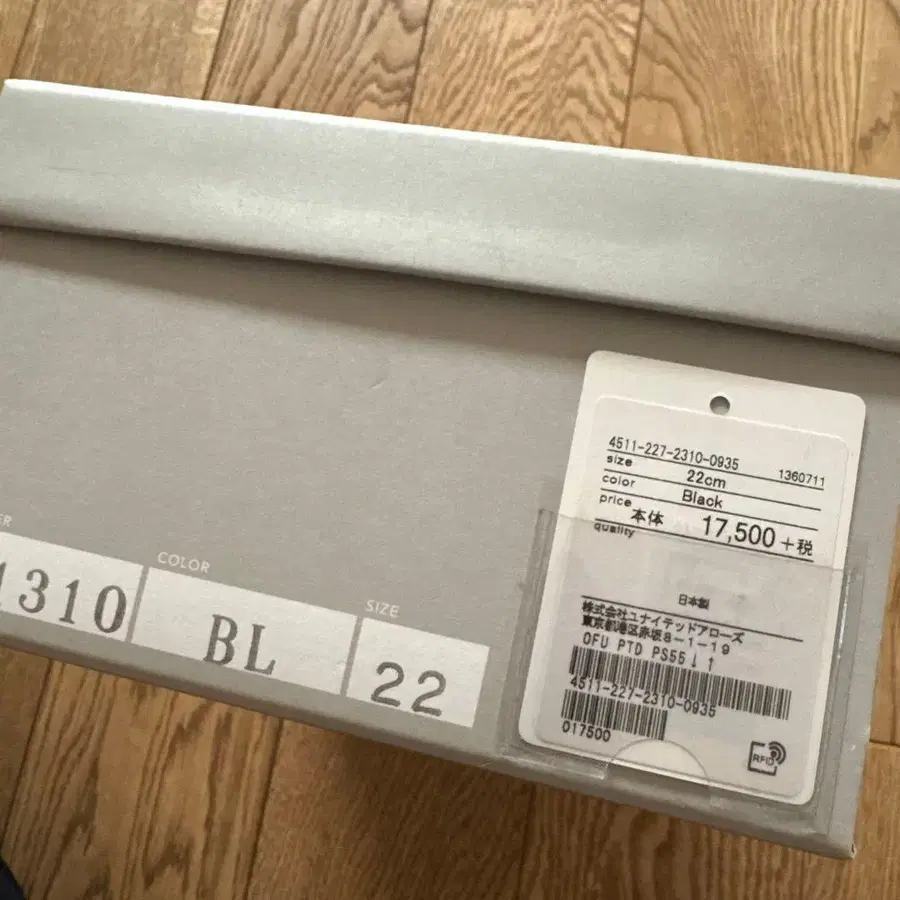 4511-227-2310-0935
1360711
size 22cm
color Black
price 本体 17,500 +税
quality
日本製
株式会社ユナイテッドアローズ
東京都港区赤坂8-1-19
OFU PTD PS55↓↑
4511-227-2310-0935
017500
RFID
ER
COLOR
SIZE
1310
BL
22